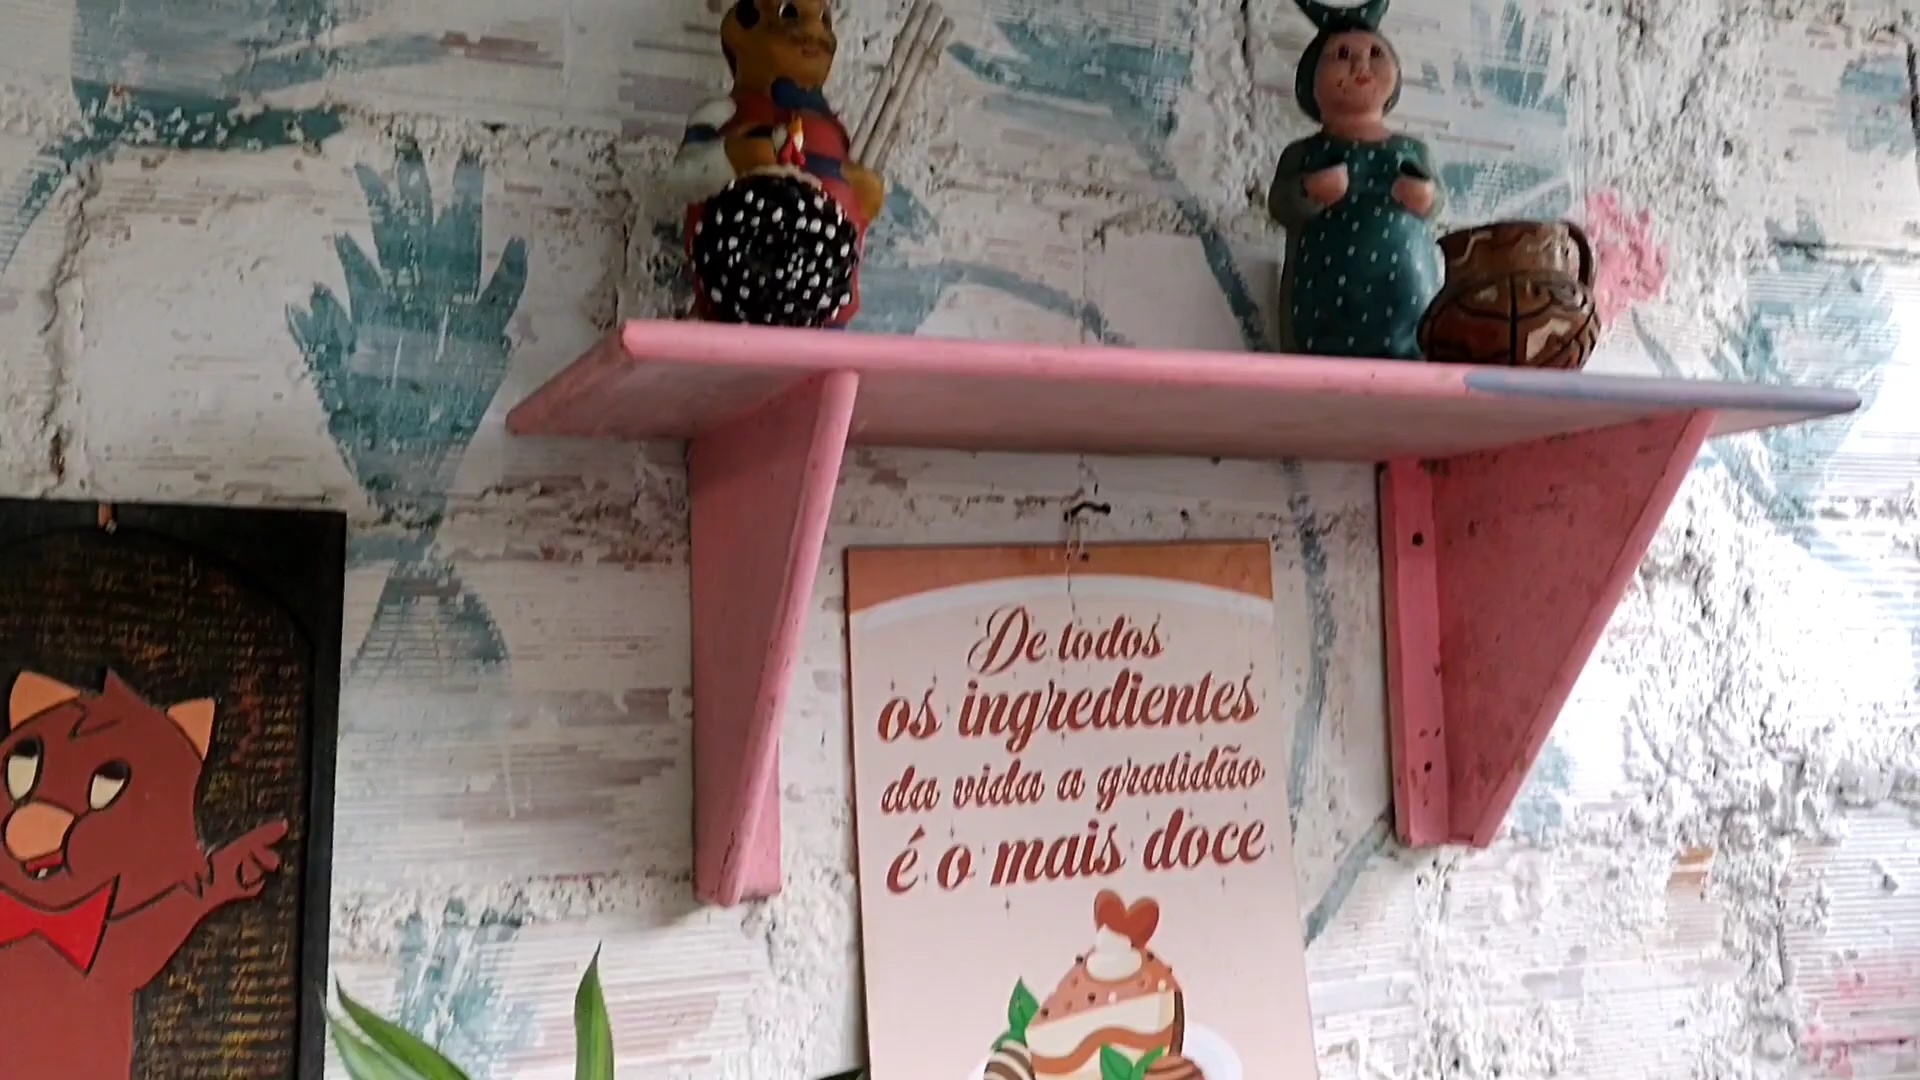 De todos
os ingredientes
da vida a gratidão
é o mais doce